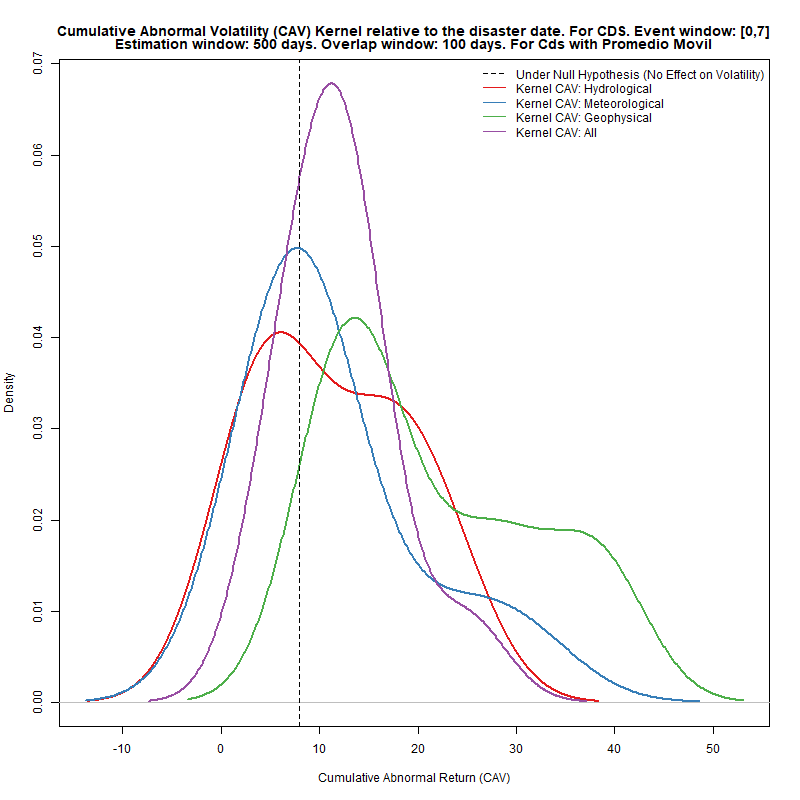 Cumulative Abnormal Volatility (CAV) Kernel relative to the disaster date. For CDS. Event window: [0,7]
Estimation window: 500 days. Overlap window: 100 days. For Cds with Promedio Movil
Under Null Hypothesis (No Effect on Volatility)
Kernel CAV: Hydrological
Kernel CAV: Meteorological
Kernel CAV: Geophysical
Kernel CAV: All
0.07
0.06
0.05
0.04
0.03
0.02
0.01
0.00
Density
-10 0 10 20 30 40 50
Cumulative Abnormal Return (CAV)